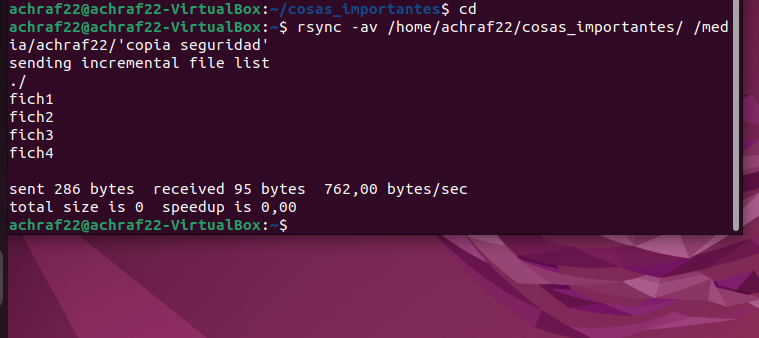 achraf22@achraf22-VirtualBox:~/cosas_importantes$ cd
achraf22@achraf22-VirtualBox:~$ rsync -av /home/achraf22/cosas_importantes/ /med
ia/achraf22/'copia seguridad'
sending incremental file list
./
fich1
fich2
fich3
fich4

sent 286 bytes  received 95 bytes  762,00 bytes/sec
total size is 0  speedup is 0,00
achraf22@achraf22-VirtualBox:~$